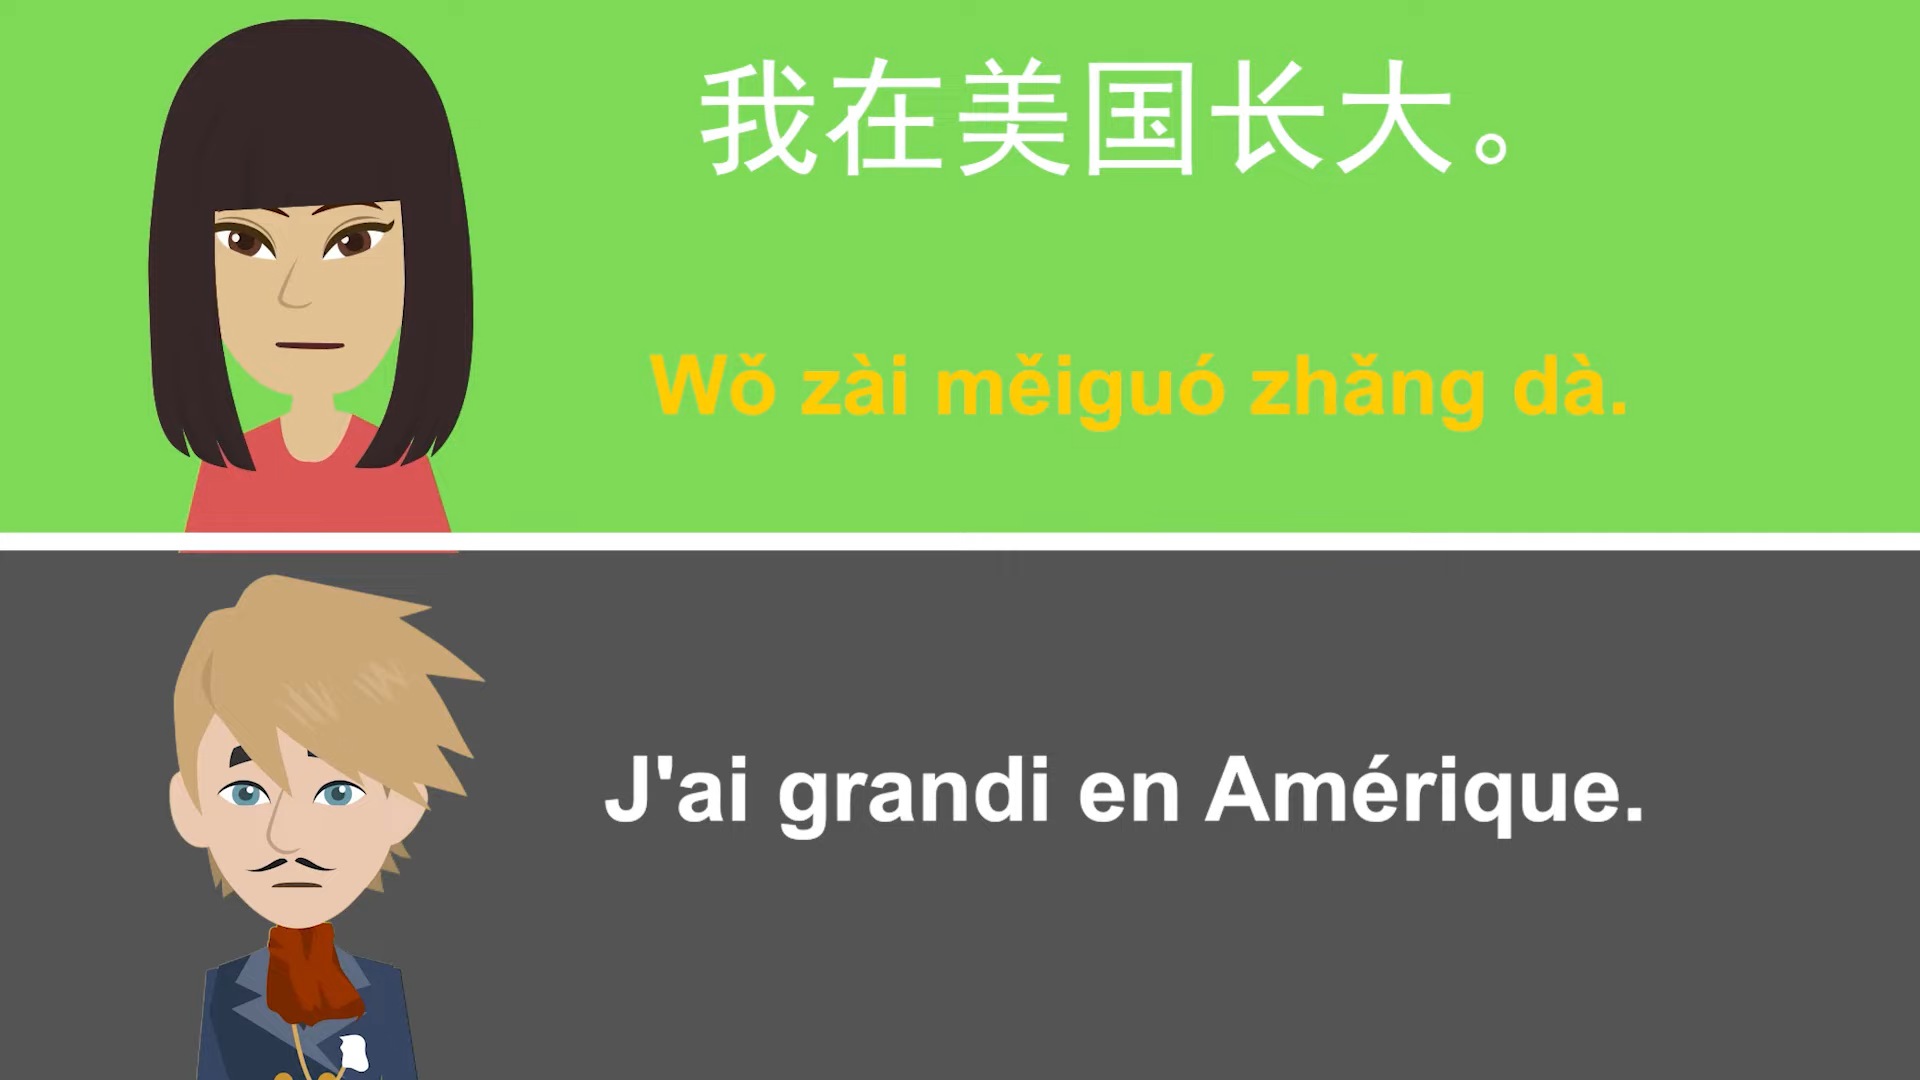 我在美国长大。
Wǒ zài měiguó zhǎng dà.
J'ai grandi en Amérique.